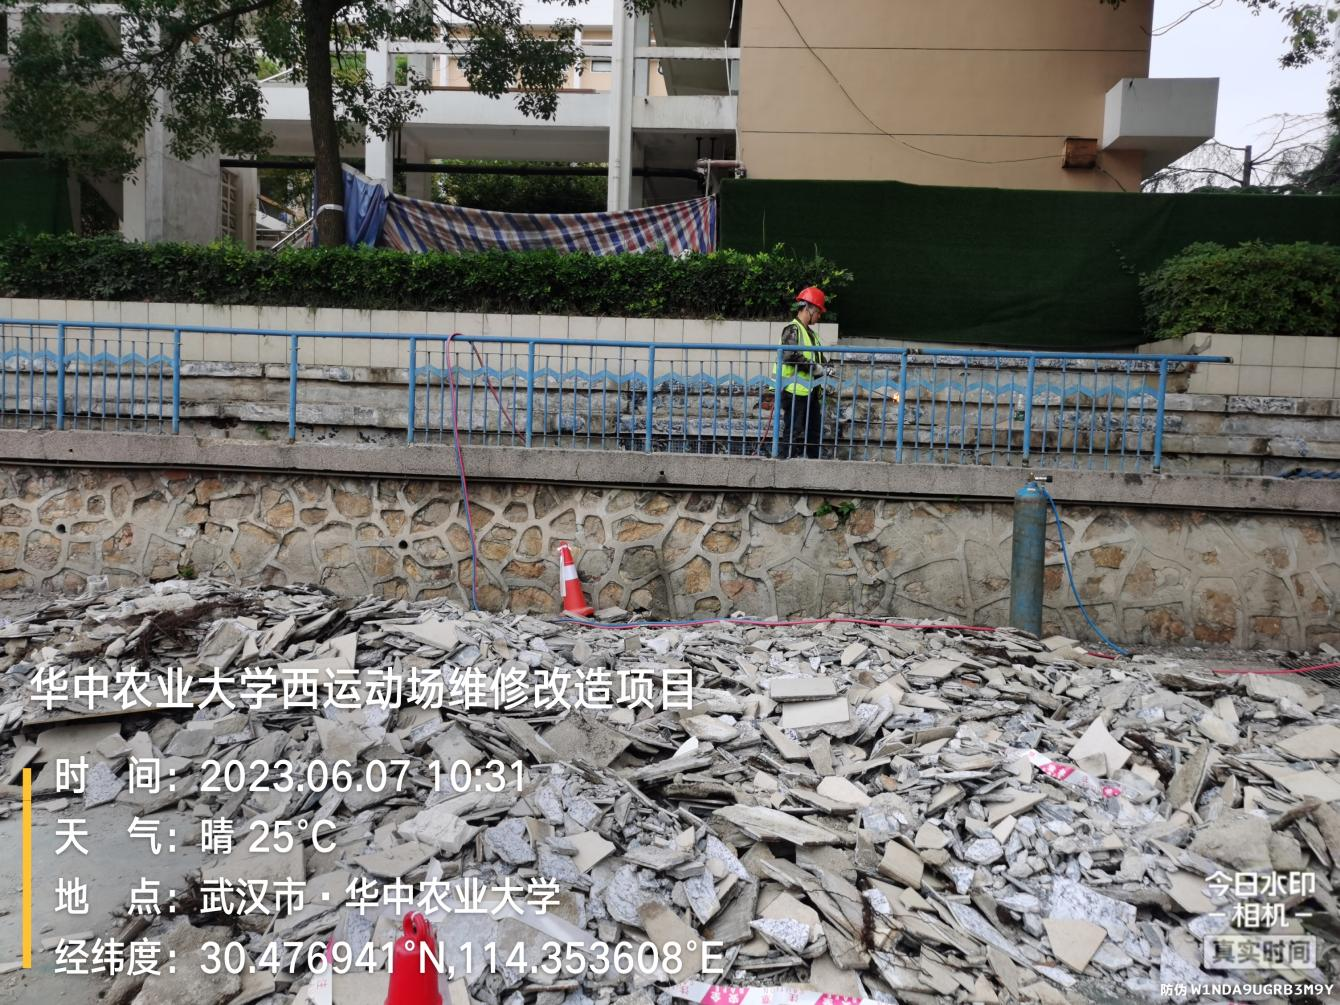 华中农业大学西运动场维修改造项目
时 间：2023.06.07 10:31
天 气：晴 25℃
地 点：武汉市·华中农业大学
经纬度：30.476941°N,114.353608°E
今日水印
相机
真实时间
防伪 W1NDA9UGRB3M9Y